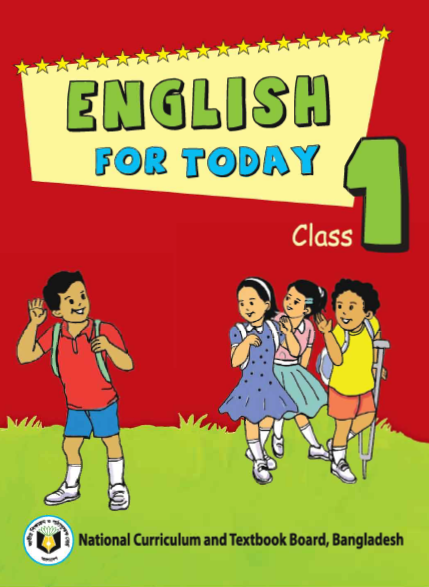 ENGLISH
FOR TODAY
Class 1
National Curriculum and Textbook Board, Bangladesh